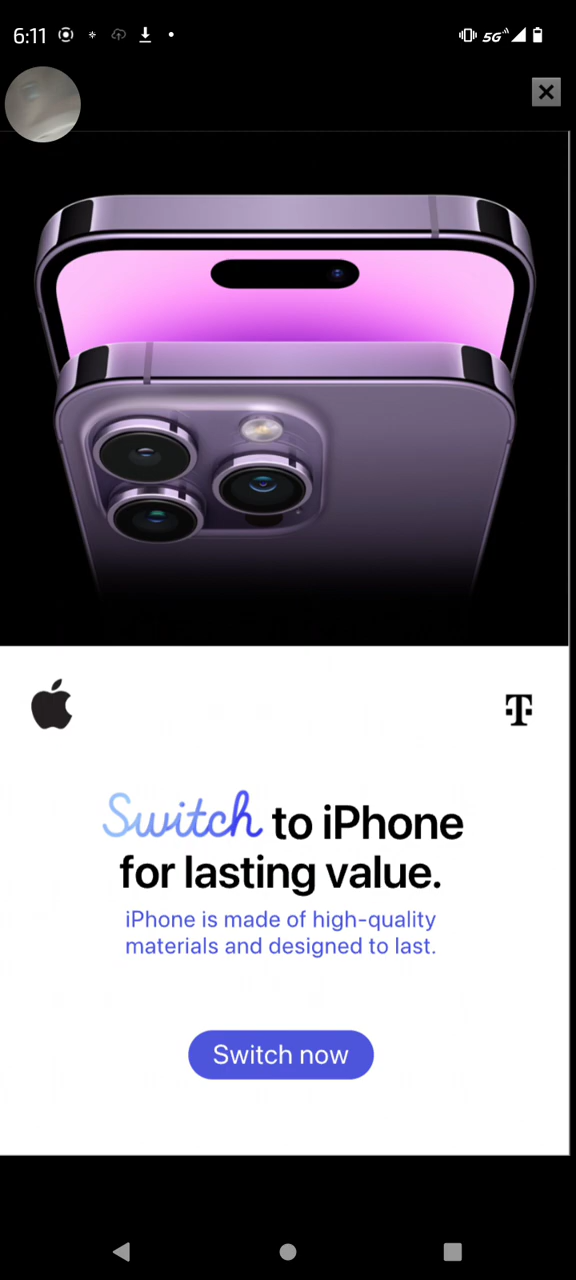 6:11
5G
Switch to iPhone
for lasting value.
iPhone is made of high-quality
materials and designed to last.
Switch now